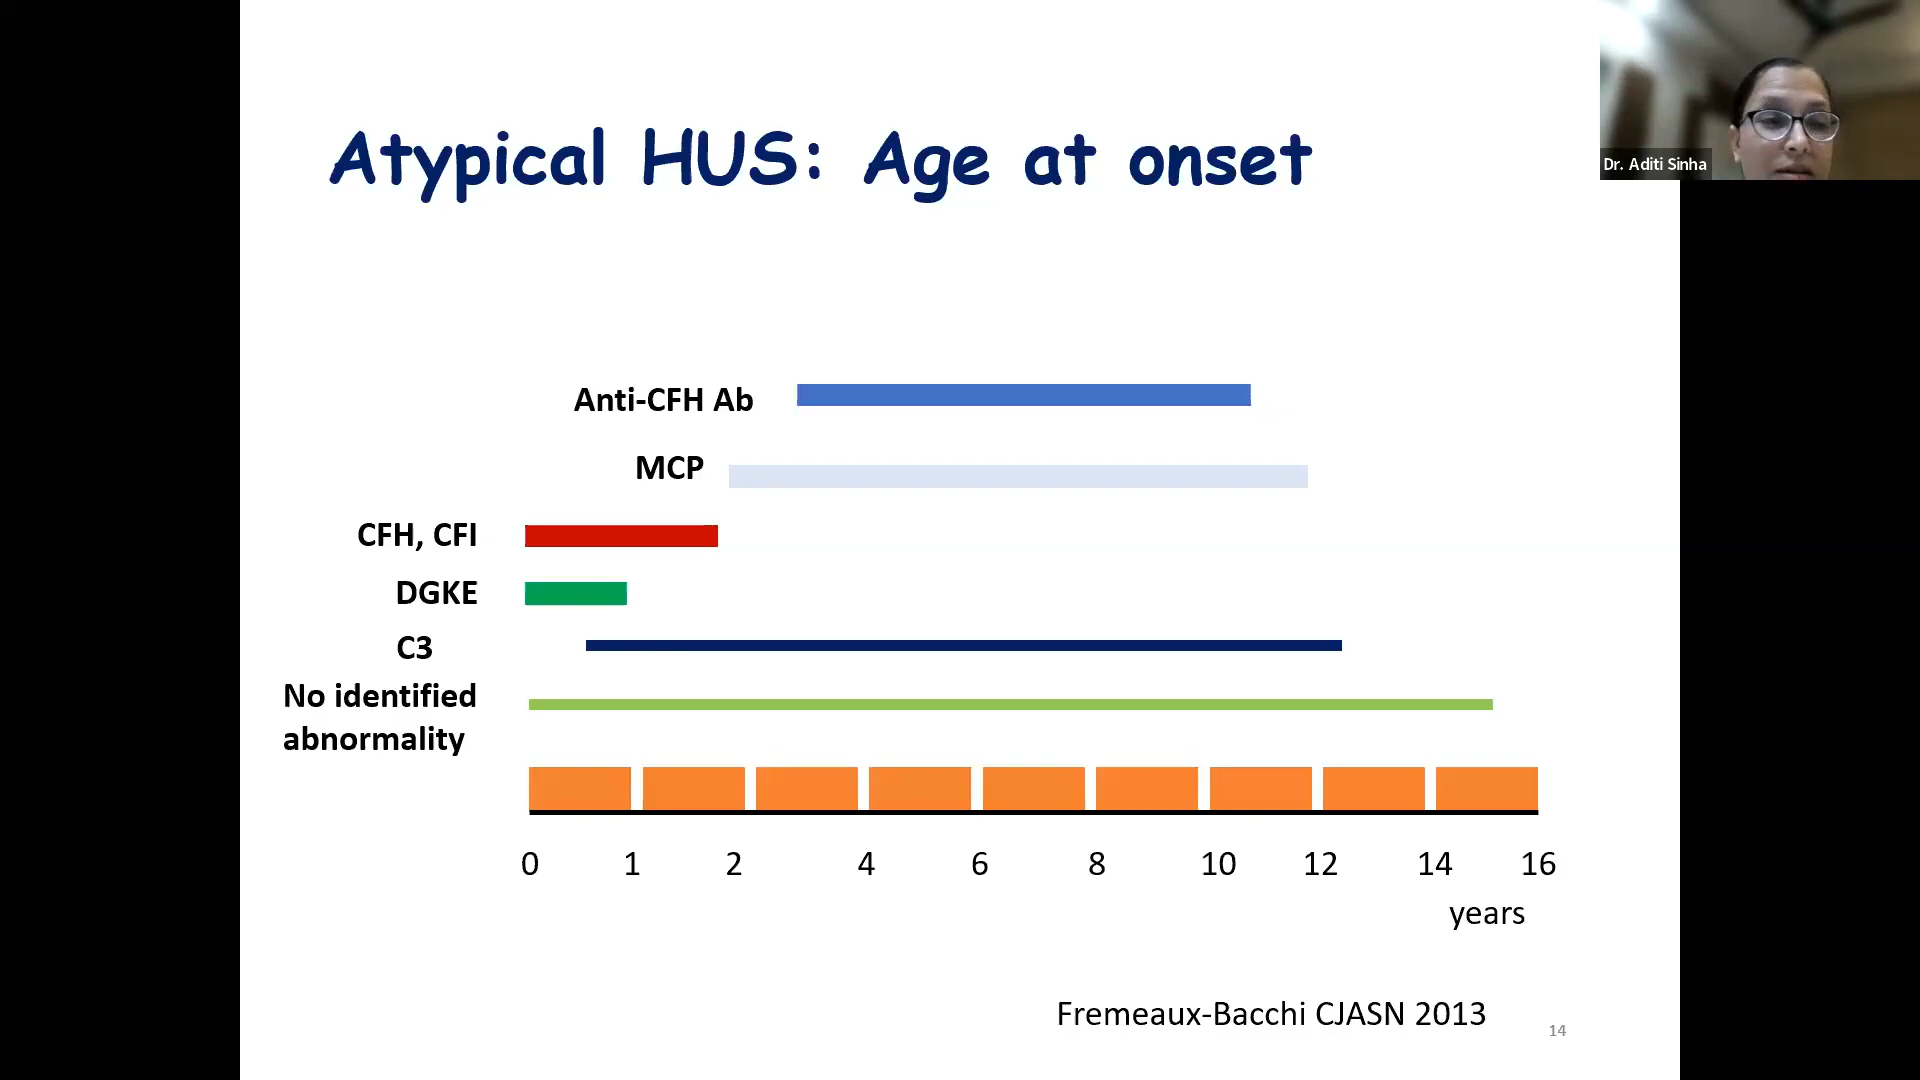 Atypical HUS: Age at onset
Dr. Aditi Sinha
Anti-CFH Ab
MCP
CFH, CFI
DGKE
C3
No identified
abnormality
0 1 2 4 6 8 10 12 14 16
years
Fremeaux-Bacchi CJASN 2013
14